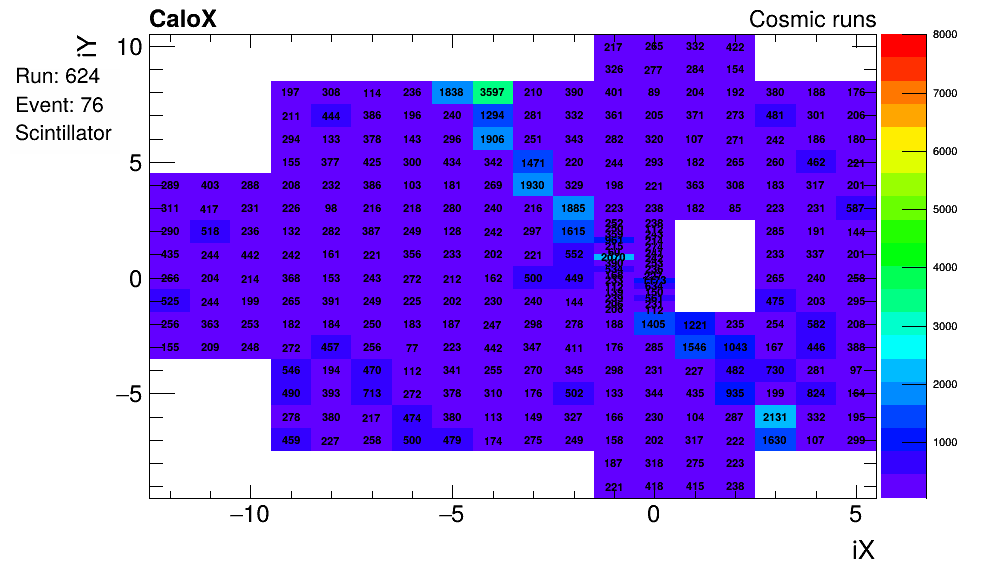 CaloX Cosmic runs
iY
Run: 624
Event: 76
Scintillator
10 217 265 332 422 8000
326 277 284 154
197 308 114 236 1838 3597 210 390 401 89 204 192 380 186 176 7000
211 444 386 196 240 1294 281 332 361 205 371 273 481 301 206
294 133 378 143 296 1906 251 343 282 320 107 271 242 186 180 6000
5 155 377 425 300 434 342 1471 220 244 293 182 265 260 462 221
289 403 288 208 232 386 103 181 269 1930 329 198 221 363 308 183 317 201
311 417 231 226 96 216 218 280 240 216 1885 223 236 182 65 223 231 537 5000
290 518 236 132 282 387 249 128 242 297 1615 252 238 285 191 144
435 244 442 242 161 221 356 233 202 221 552 2070 233 337 201 4000
0 266 204 214 368 153 243 272 212 162 500 449 265 240 258
525 244 199 265 391 249 225 202 230 240 144 206 112 475 203 295 3000
256 363 253 182 184 250 183 187 247 298 278 188 1405 1221 235 254 582 208
155 209 248 272 457 256 77 223 442 347 411 176 285 1546 1043 167 446 388
546 194 470 112 341 255 270 345 298 231 227 482 730 281 97 2000
−5 490 393 713 272 378 310 176 502 133 344 435 935 199 824 164
278 380 217 474 380 113 149 327 166 230 104 287 2131 332 195
459 227 258 500 479 174 275 249 158 202 317 222 1630 107 299 1000
187 318 275 223
221 416 415 238
−10 −5 0 5
iX